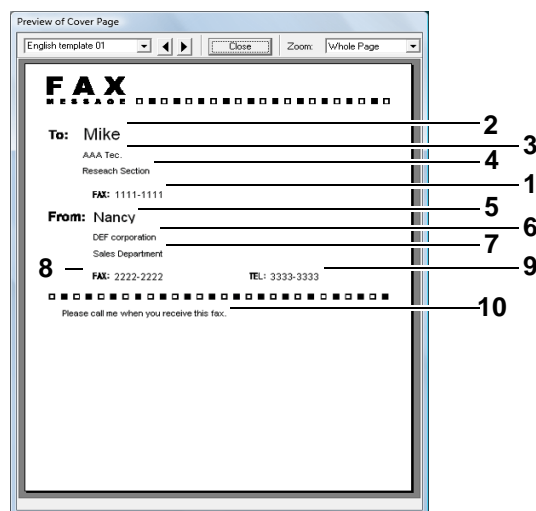 Preview of Cover Page
English template 01 Close Zoom: Whole Page
FAX
MESSAGE
To: Mike 2
AAA Tec. 3
Reseach Section 4
FAX: 1111-1111 1
From: Nancy 5
DEF corporation 6
Sales Department 7
8 FAX: 2222-2222 TEL: 3333-3333 9
Please call me when you receive this fax. 10